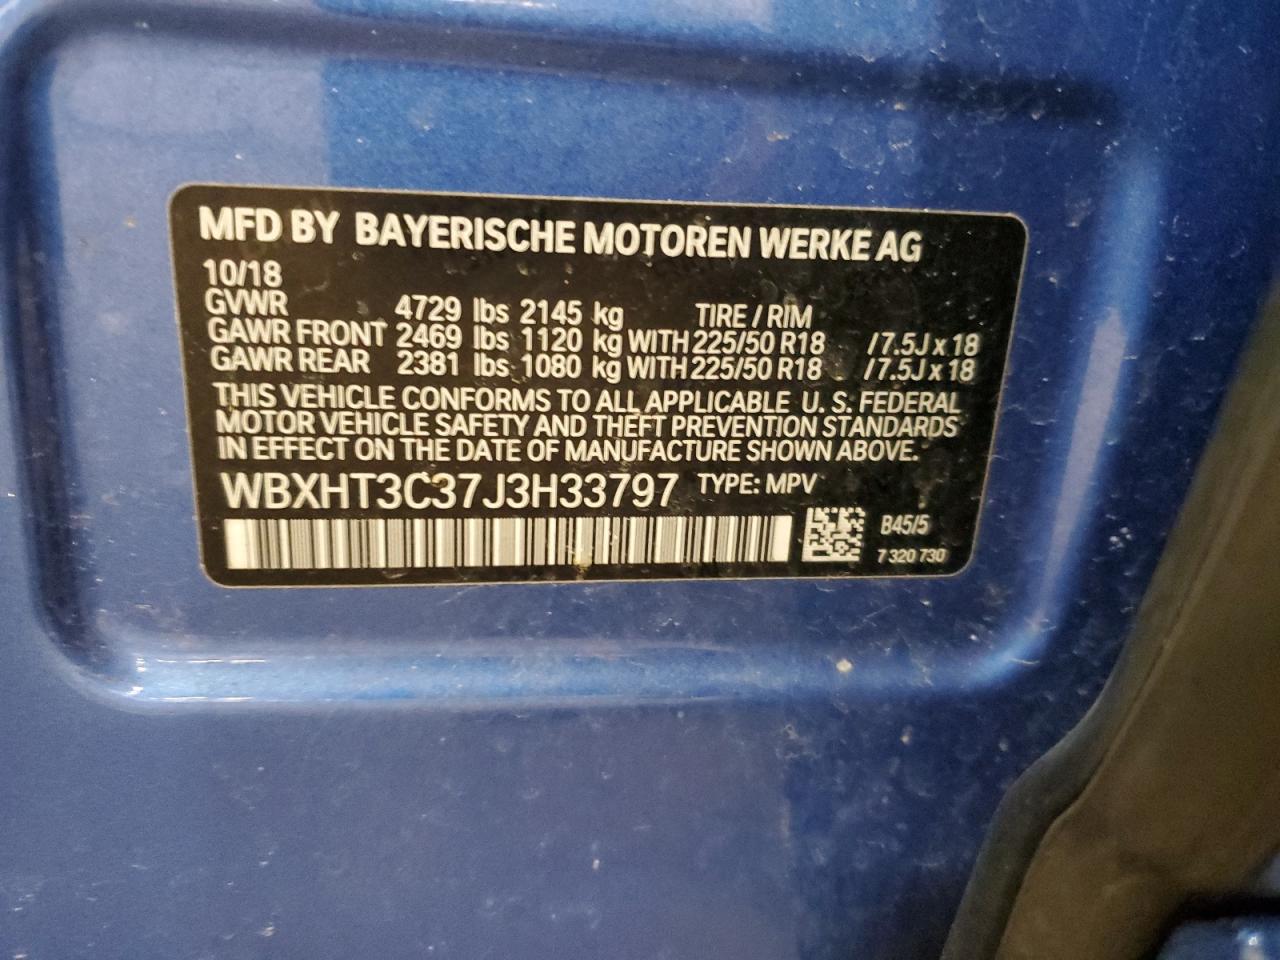 MFD BY BAYERISCHE MOTOREN WERKE AG
10/18
GVWR 4729 lbs 2145 kg TIRE / RIM
GAWR FRONT 2469 lbs 1120 kg WITH 225/50 R18 / 7.5J x 18
GAWR REAR 2381 lbs 1080 kg WITH 225/50 R18 / 7.5J x 18
THIS VEHICLE CONFORMS TO ALL APPLICABLE U. S. FEDERAL
MOTOR VEHICLE SAFETY AND THEFT PREVENTION STANDARDS
IN EFFECT ON THE DATE OF MANUFACTURE SHOWN ABOVE.
WBXHT3C37J3H33797 TYPE: MPV
B45/5
7 320 730